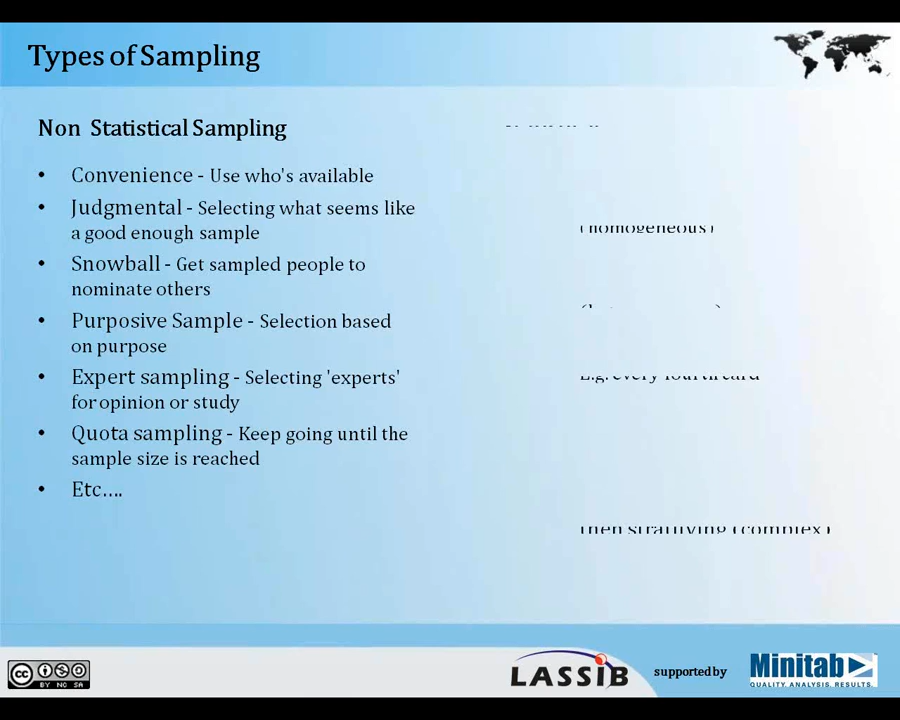 Types of Sampling
Non Statistical Sampling
• Convenience - Use who's available
• Judgmental - Selecting what seems like
a good enough sample
• Snowball - Get sampled people to
nominate others
• Purposive Sample - Selection based
on purpose
• Expert sampling - Selecting 'experts'
for opinion or study
• Quota sampling - Keep going until the
sample size is reached
• Etc....
(homogeneous)
E.g. every fourth card
then stratifying (complex)
cc BY NC SA
LASSIB
supported by
Minitab
QUALITY. ANALYSIS. RESULTS.